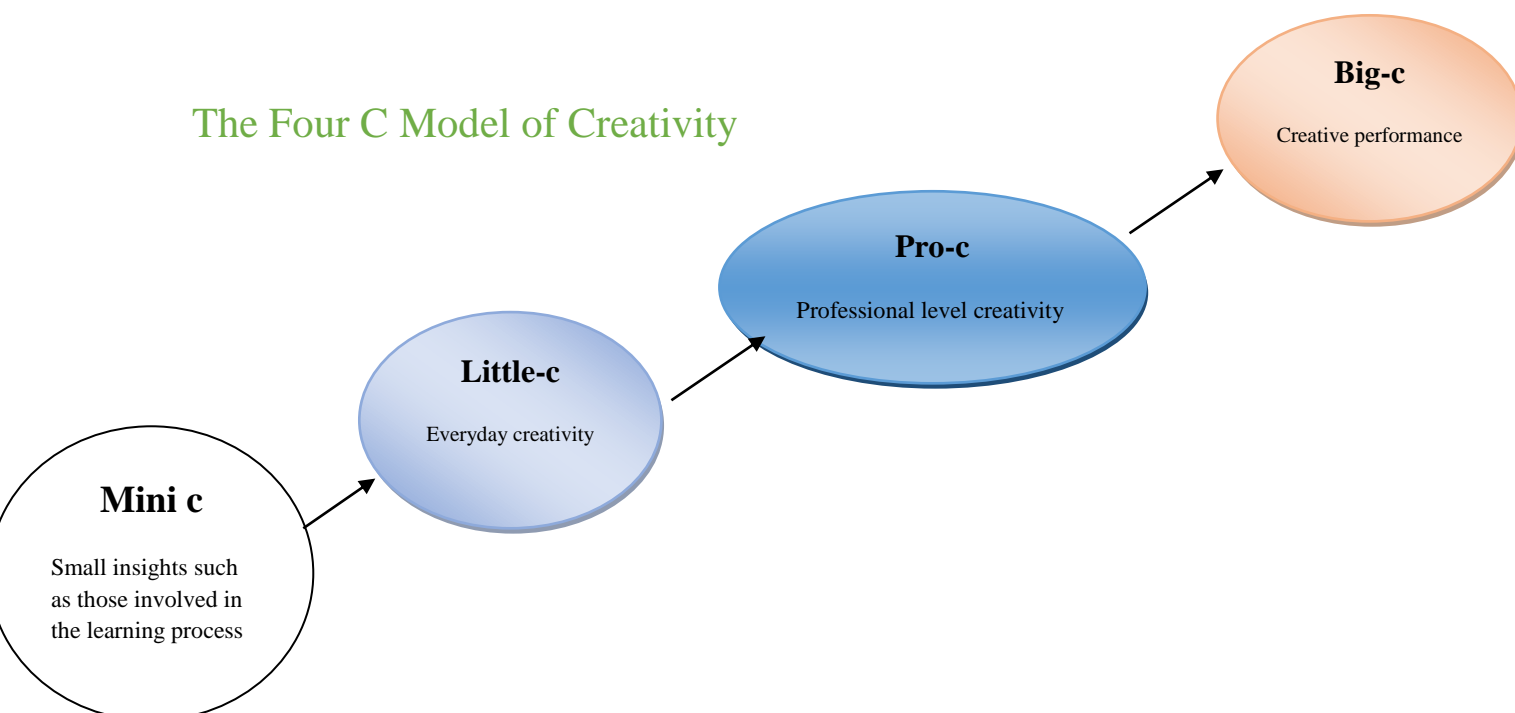 The Four C Model of Creativity
Big-c
Creative performance
Pro-c
Professional level creativity
Little-c
Everyday creativity
Mini c
Small insights such
as those involved in
the learning process